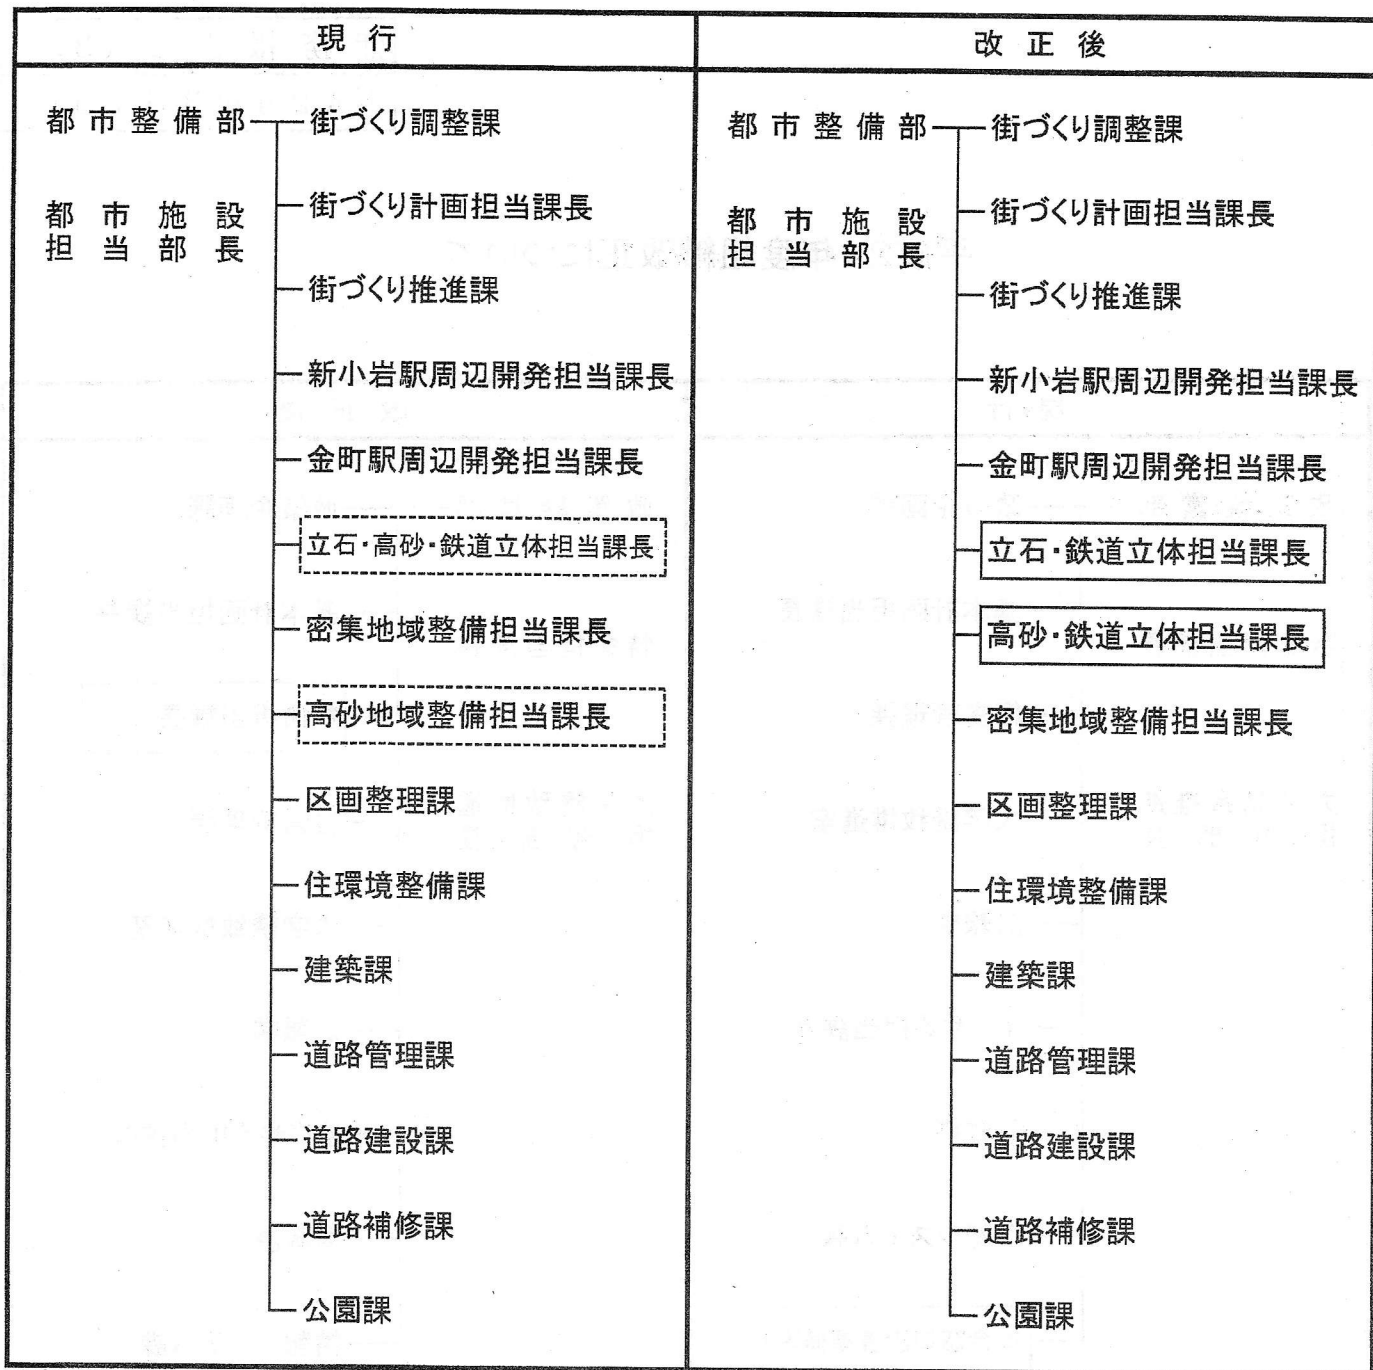 現行
都市整備部
街づくり調整課
都市施設
担当部長
街づくり計画担当課長
街づくり推進課
新小岩駅周辺開発担当課長
金町駅周辺開発担当課長
立石・高砂・鉄道立体担当課長
密集地域整備担当課長
高砂地域整備担当課長
区画整理課
住環境整備課
建築課
道路管理課
道路建設課
道路補修課
公園課
改正後
都市整備部
街づくり調整課
都市施設
担当部長
街づくり計画担当課長
街づくり推進課
新小岩駅周辺開発担当課長
金町駅周辺開発担当課長
立石・鉄道立体担当課長
高砂・鉄道立体担当課長
密集地域整備担当課長
区画整理課
住環境整備課
建築課
道路管理課
道路建設課
道路補修課
公園課